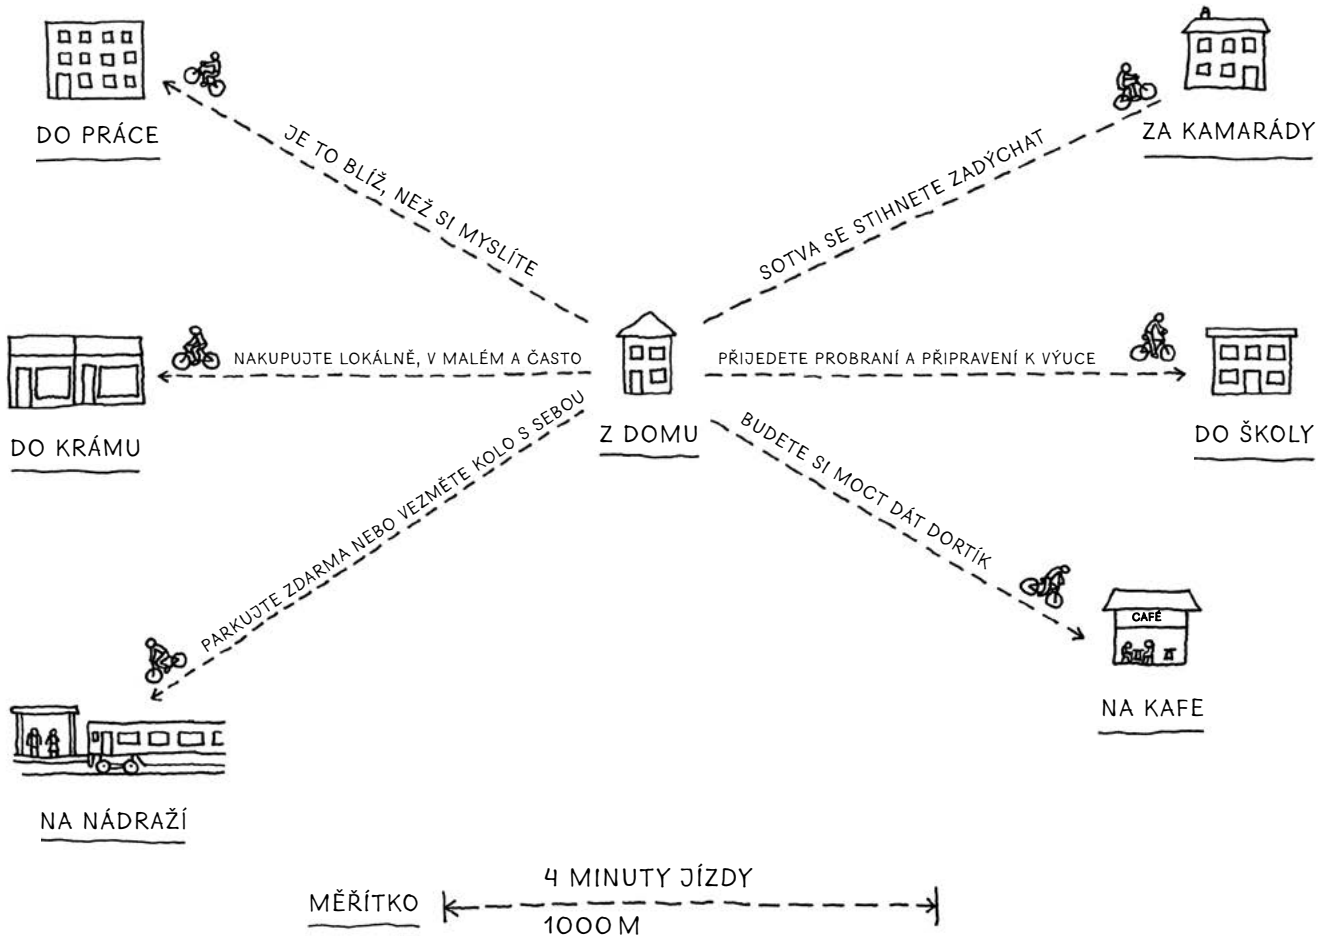 DO PRÁCE
JE TO BLÍŽ, NEŽ SI MYSLÍTE
SOTVA SE STIHNETE ZADÝCHAT
ZA KAMARÁDY
DO KRÁMU
NAKUPUJTE LOKÁLNĚ, V MALÉM A ČASTO
Z DOMU
PŘIJEDETE PROBRANÍ A PŘIPRAVENÍ K VÝUCE
DO ŠKOLY
PARKUJTE ZDARMA NEBO VEZMĚTE KOLO S SEBOU
BUDETE SI MOCT DÁT DORTÍK
CAFÉ
NA KAFE
NA NÁDRAŽÍ
MĚŘÍTKO
4 MINUTY JÍZDY
1000 M